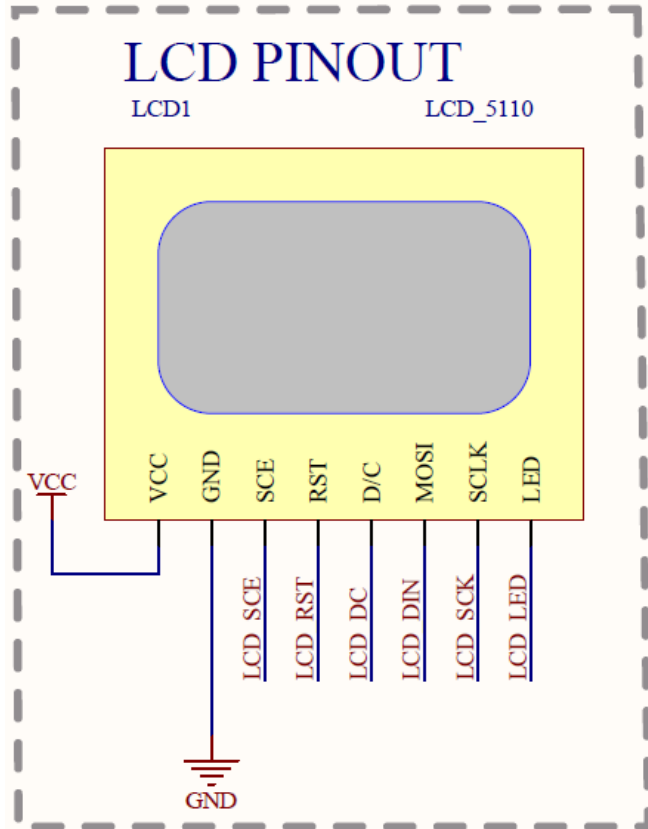 LCD PINOUT
LCD1
LCD_5110
VCC
GND
SCE
RST
D/C
MOSI
SCLK
LED
VCC
LCD_SCE
LCD_RST
LCD_DC
LCD_DIN
LCD_SCK
LCD_LED
GND